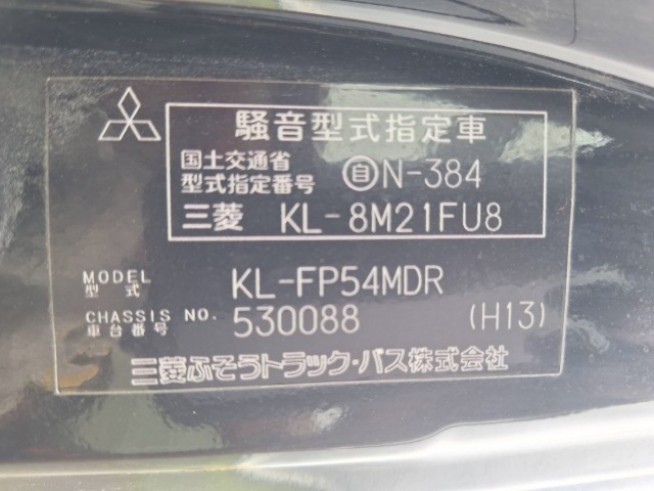 騒音型式指定車
国土交通省
型式指定番号 自N-384
三菱 KL-8M21FU8
MODEL
型式 KL-FP54MDR
CHASSIS NO.
車台番号 530088 (H13)
三菱ふそうトラック・バス株式会社